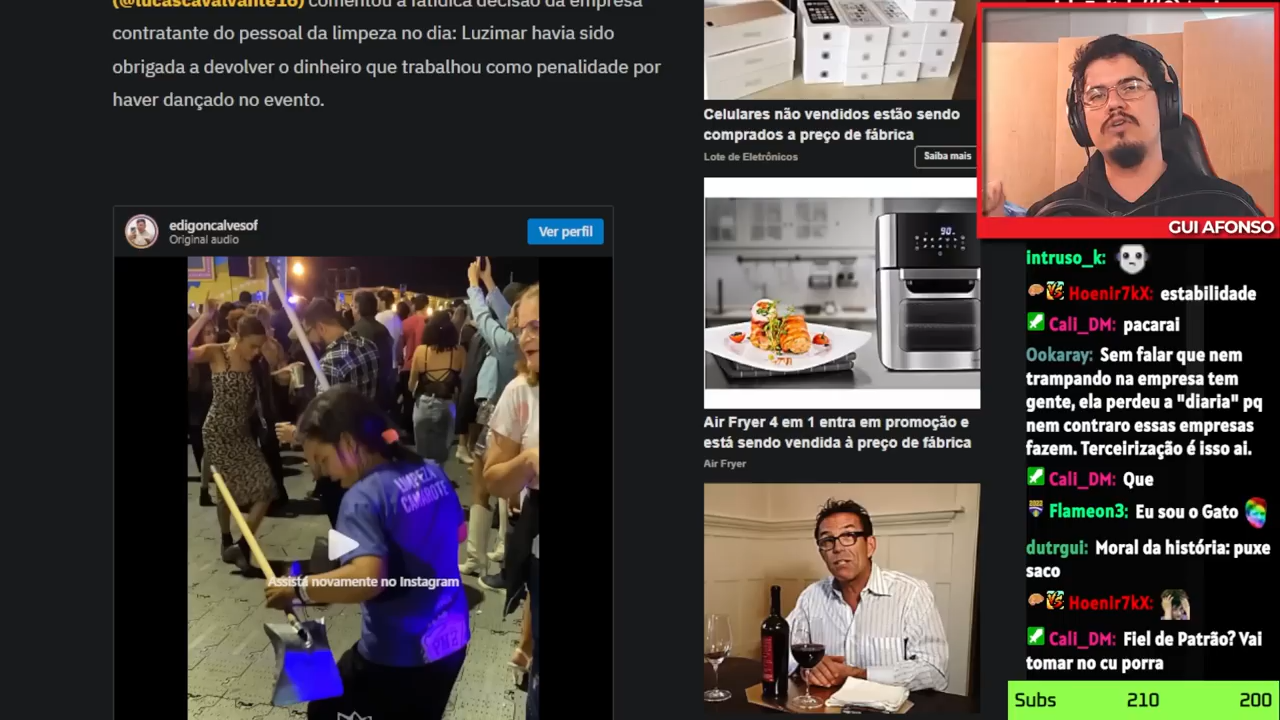 (@lucascavalvante16) comentou a fatídica decisão da empresa
contratante do pessoal da limpeza no dia: Luzimar havia sido
obrigada a devolver o dinheiro que trabalhou como penalidade por
haver dançado no evento.
edigoncalvesof
Original audio
Ver perfil
LIMPEZA
CAMAROTE
Assista novamente no Instagram
Celulares não vendidos estão sendo
comprados a preço de fábrica
Lote de Eletrônicos
Saiba mais
90
Air Fryer 4 em 1 entra em promoção e
está sendo vendida à preço de fábrica
Air Fryer
GUI AFONSO
intruso_k:
Hoenir7kX: estabilidade
Cali_DM: pacarai
Ookaray: Sem falar que nem
trampando na empresa tem
gente, ela perdeu a "diaria" pq
nem contraro essas empresas
fazem. Terceirização é isso ai.
Cali_DM: Que
Flameon3: Eu sou o Gato
dutrgui: Moral da história: puxe
saco
Hoenir7kX:
Cali_DM: Fiel de Patrão? Vai
tomar no cu porra
Subs 210 200